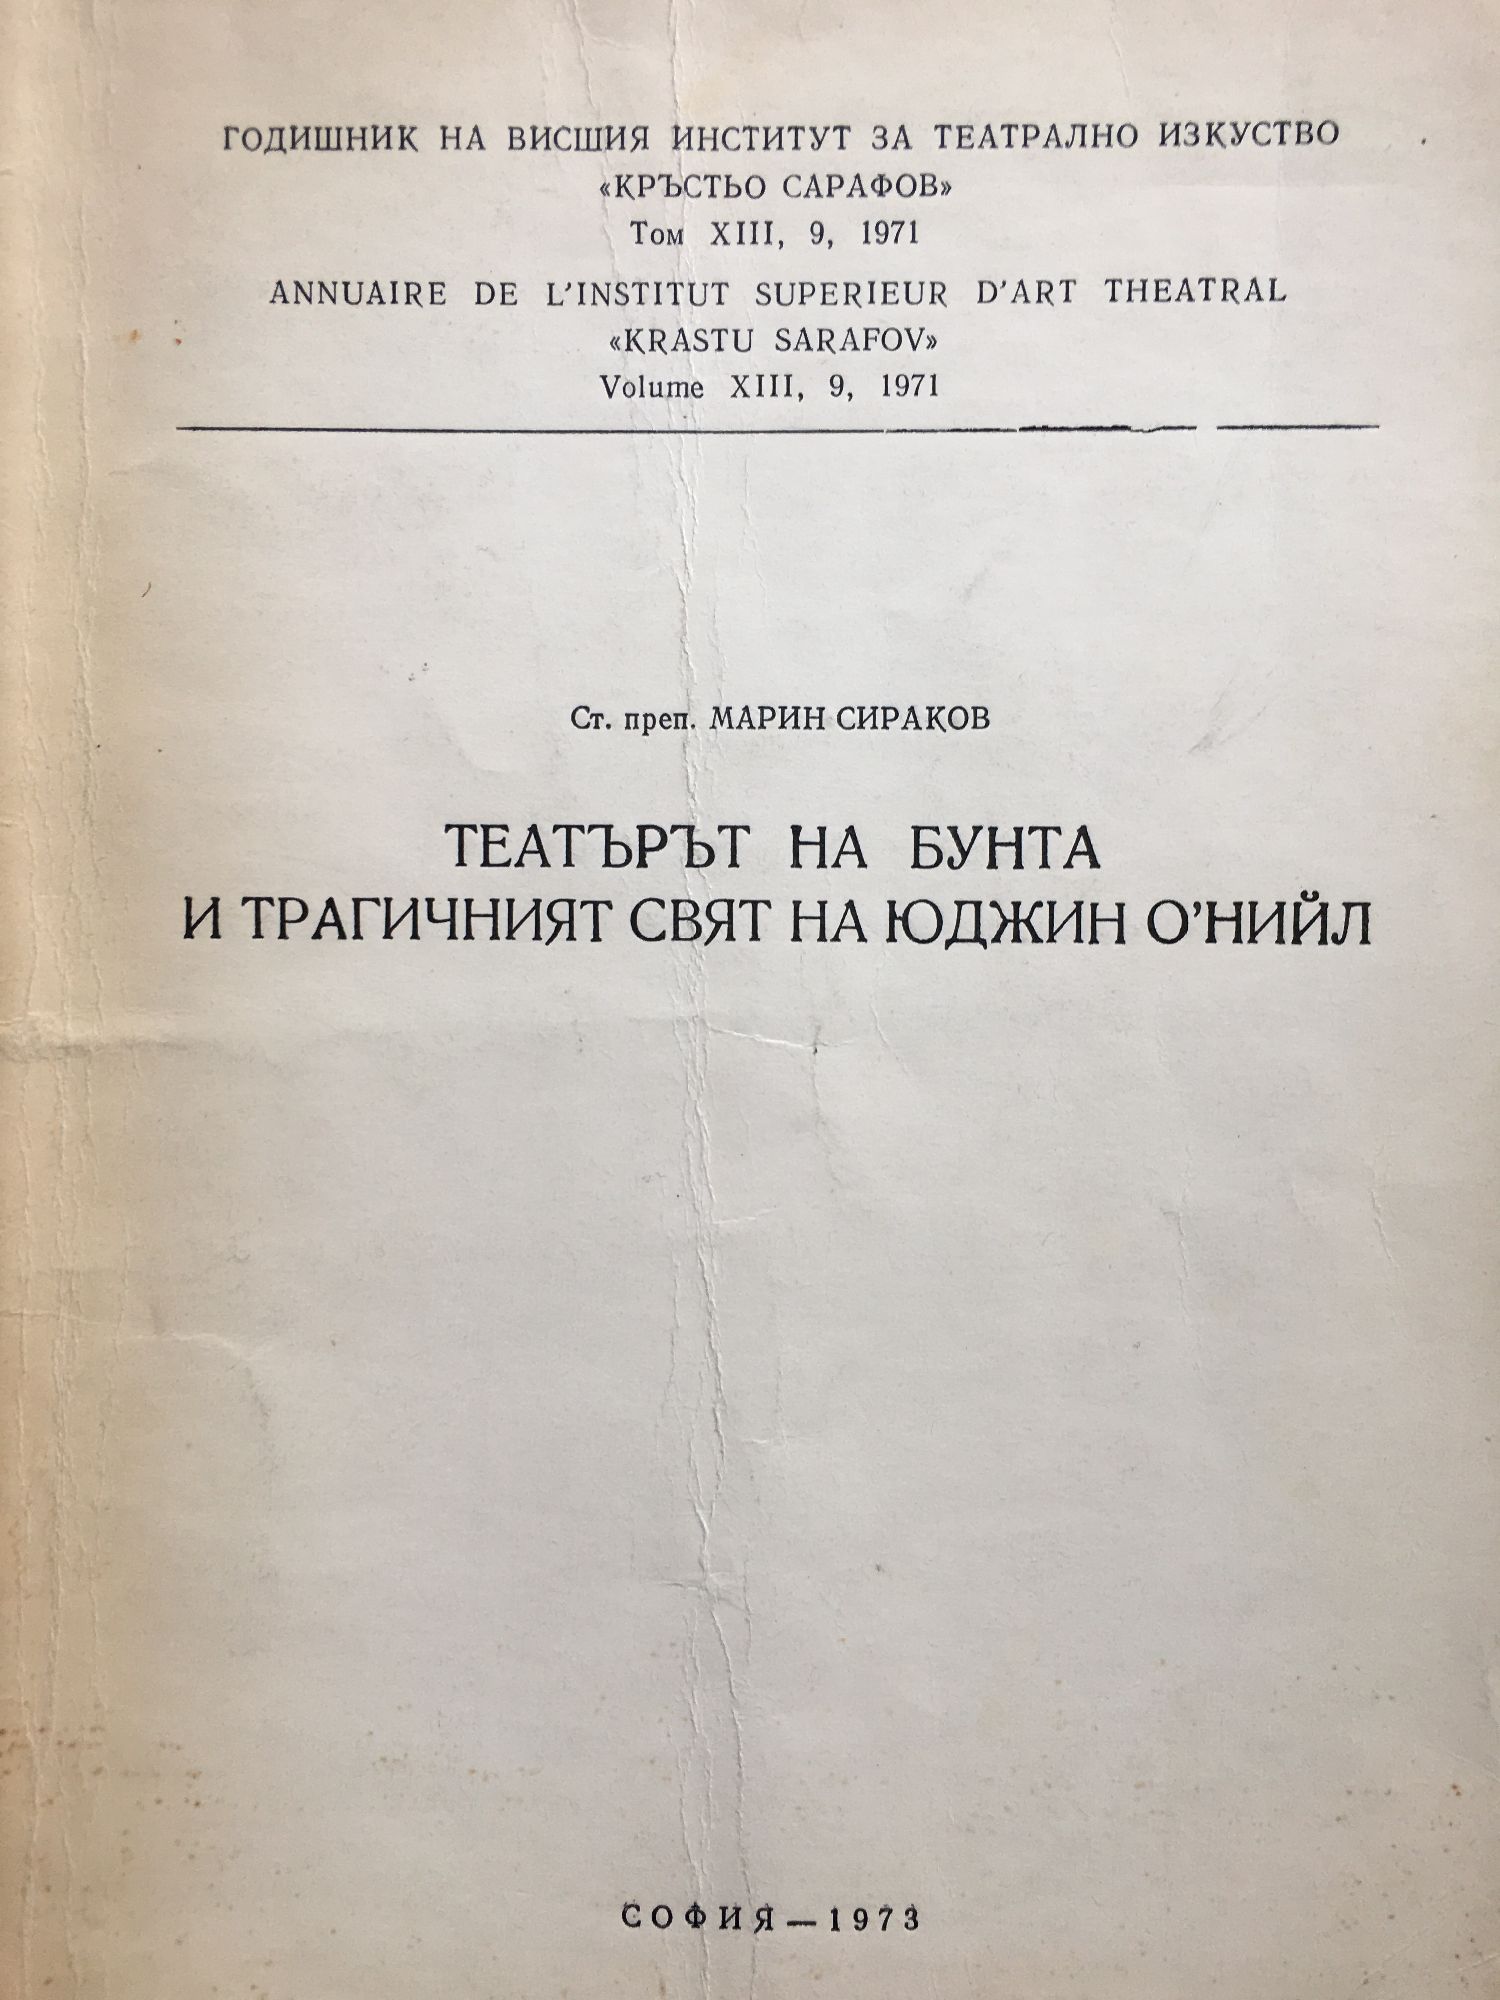 ГОДИШНИК НА ВИСШИЯ ИНСТИТУТ ЗА ТЕАТРАЛНО ИЗКУСТВО
«КРЪСТЬО САРАФОВ»
Том XIII, 9, 1971
ANNUAIRE DE L'INSTITUT SUPERIEUR D'ART THEATRAL
«KRASTU SARAFOV»
Volume XIII, 9, 1971
Ст. преп. МАРИН СИРАКОВ
ТЕАТЪРЪТ НА БУНТА
И ТРАГИЧНИЯТ СВЯТ НА ЮДЖИН О'НИЙЛ
СОФИЯ — 1973